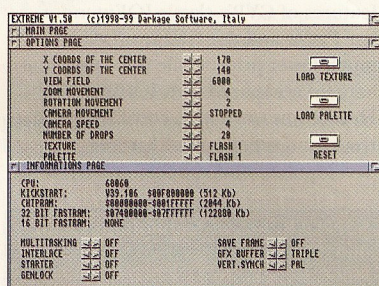 EXTREME V1.50 (c)1998-99 Darkage Software, Italy
MAIN PAGE
OPTIONS PAGE
X COORDS OF THE CENTER 170
Y COORDS OF THE CENTER 140
VIEW FIELD 6000
ZOOM MOVEMENT 4
ROTATION MOVEMENT 2
CAMERA MOVEMENT STOPPED
CAMERA SPEED 4
NUMBER OF DROPS 20
TEXTURE FLASH 1
PALETTE FLASH 1
LOAD TEXTURE
LOAD PALETTE
RESET
INFORMATIONS PAGE
CPU: 68060
KICKSTART: V39.106 $00F80000 (512 Kb)
CHIPRAM: $00000000-$001FFFFF (2044 Kb)
32 BIT FASTRAM: $07400000-$07FFFFFF (122880 Kb)
16 BIT FASTRAM: NONE
MULTITASKING OFF SAVE FRAME OFF
INTERLACE OFF GFX BUFFER TRIPLE
STARTER OFF VERT.SYNCH PAL
GENLOCK OFF